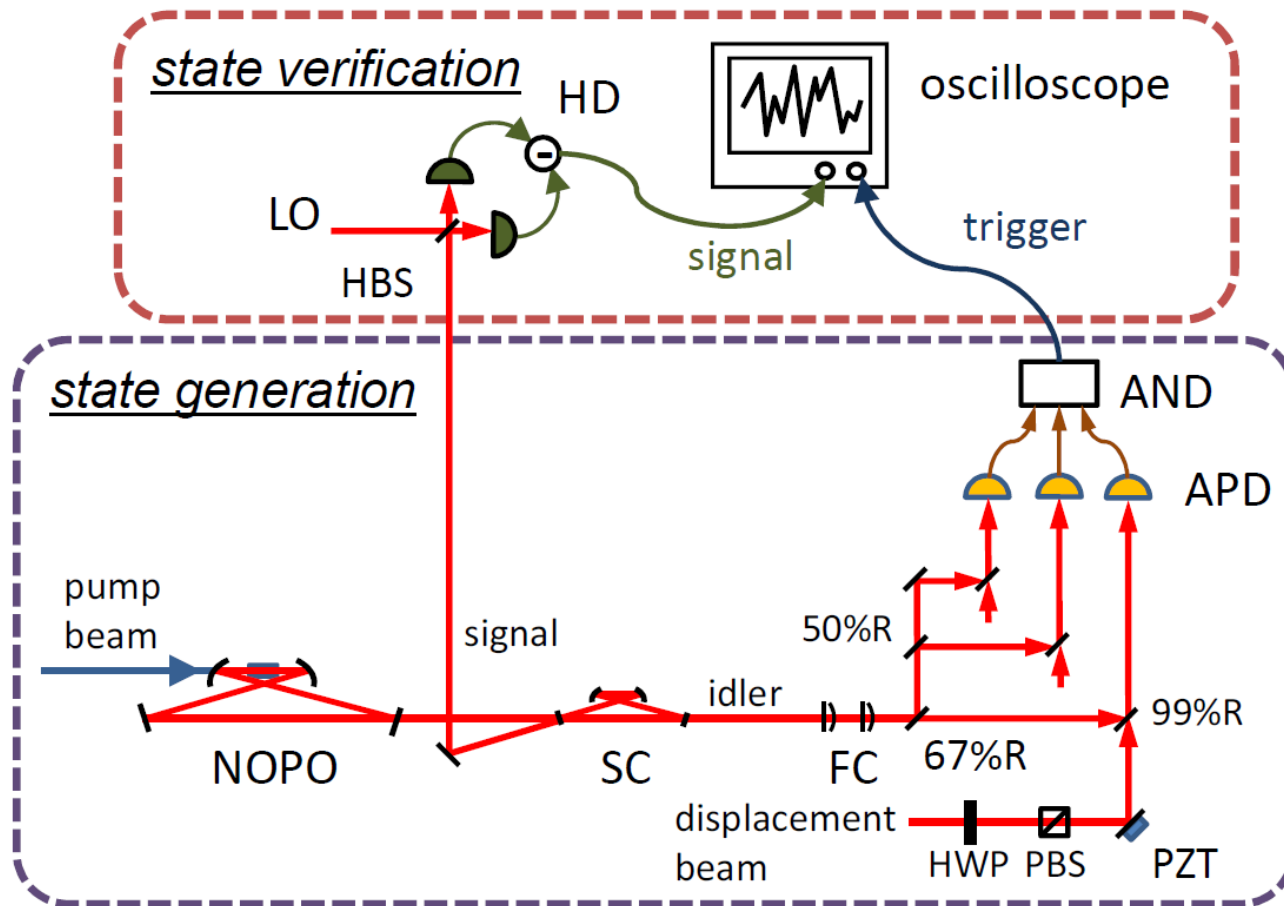 state verification
HD
oscilloscope
LO
HBS
signal
trigger
state generation
AND
APD
pump
beam
signal
50%R
idler
99%R
NOPO
SC
FC
67%R
displacement
beam
HWP
PBS
PZT